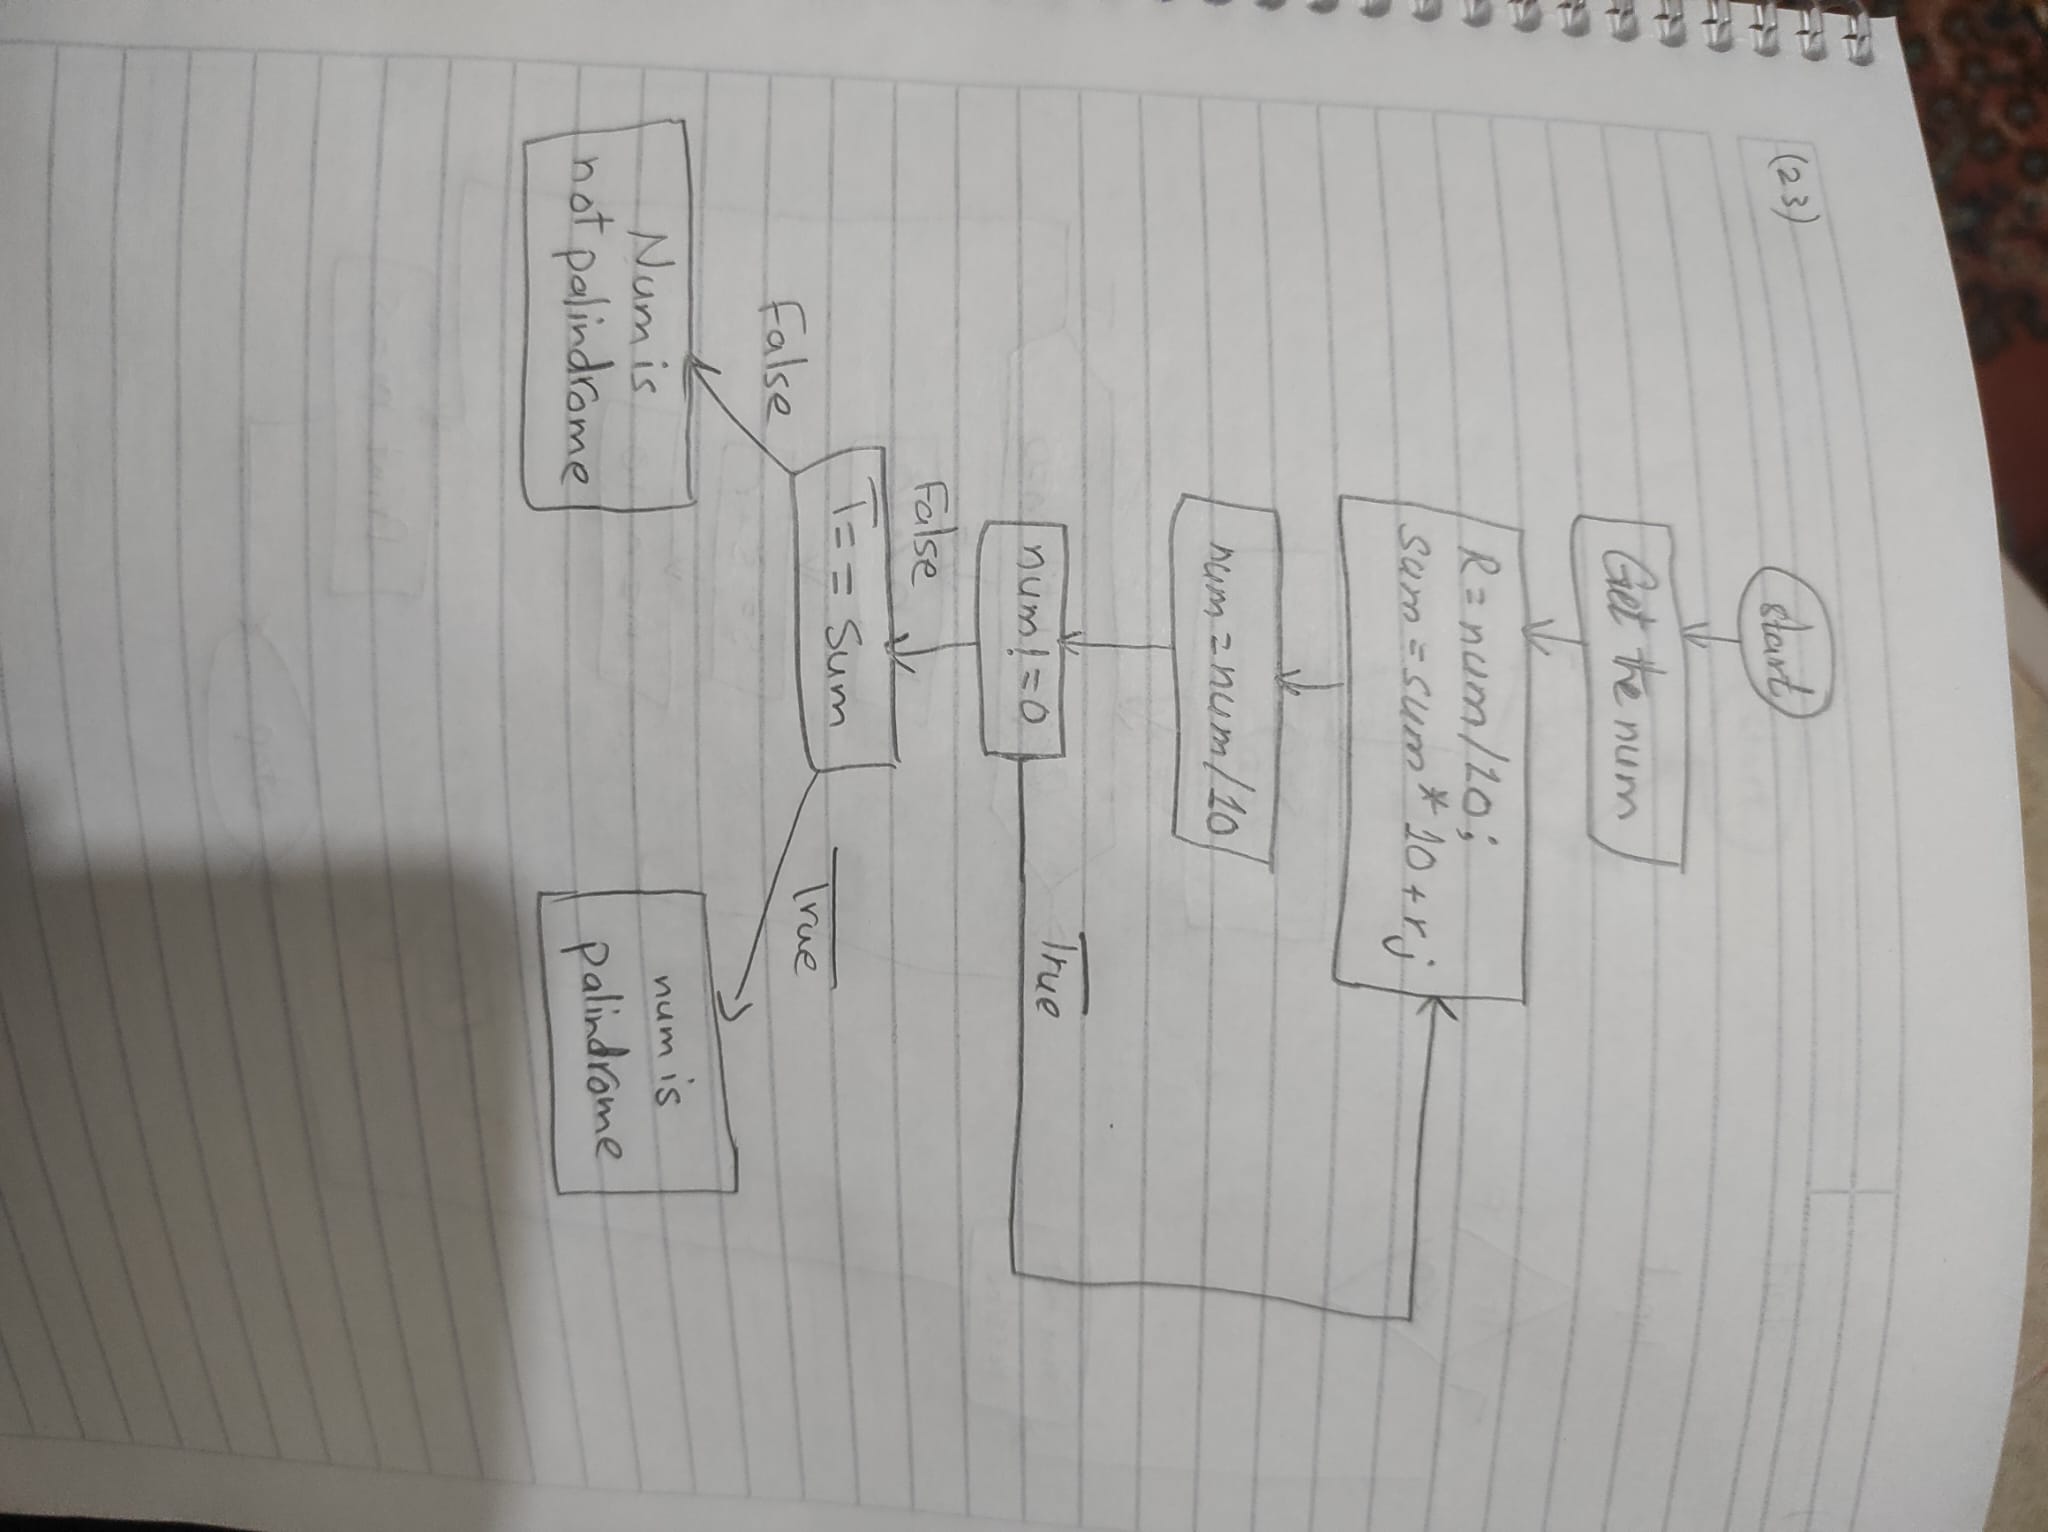 (23)
start
Get the num
R=num/10;
sum=sum*10+r;
num=num/10
num!=0
True
False
T==Sum
False
True
Num is
not palindrome
num is
palindrome